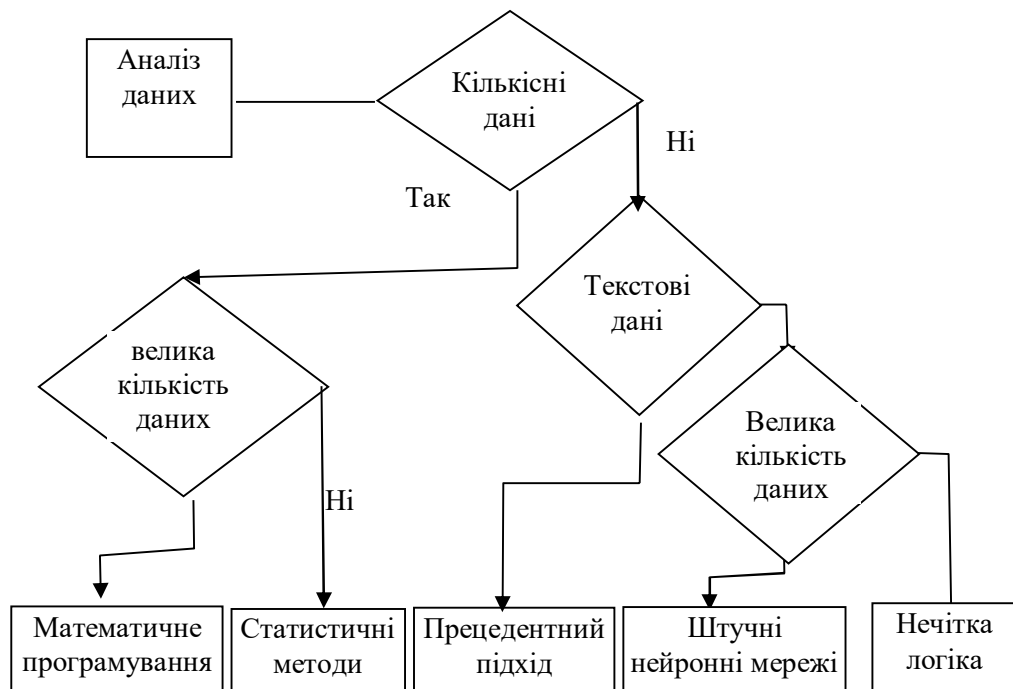 Аналіз
даних
Кількісні
дані
Ні
Так
Текстові
дані
велика
кількість
даних
Велика
кількість
даних
Ні
Математичне
програмування
Статистичні
методи
Прецедентний
підхід
Штучні
нейронні мережі
Нечітка
логіка